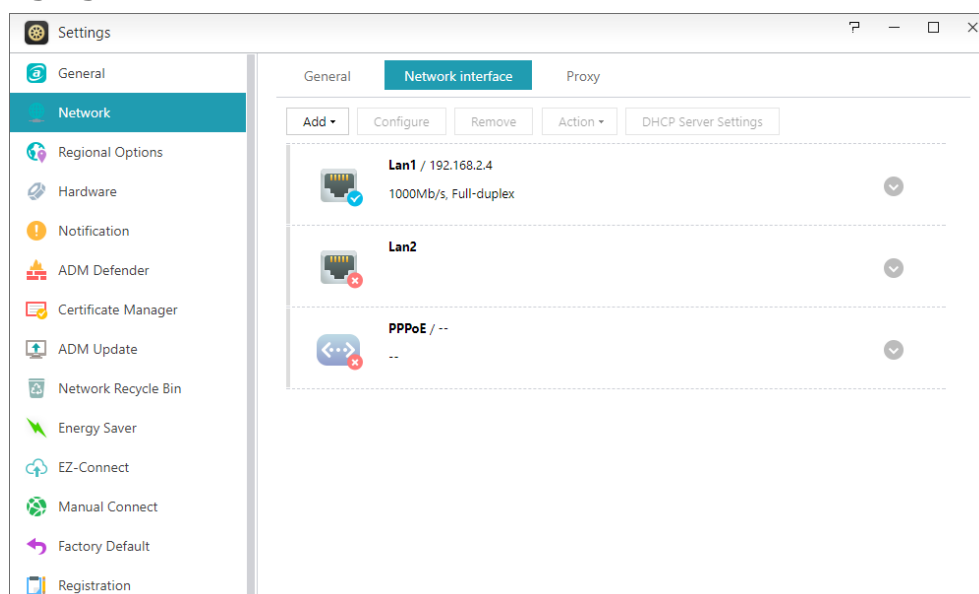 Settings
General
Network
Regional Options
Hardware
Notification
ADM Defender
Certificate Manager
ADM Update
Network Recycle Bin
Energy Saver
EZ-Connect
Manual Connect
Factory Default
Registration
General Network interface Proxy
Add Configure Remove Action DHCP Server Settings
Lan1 / 192.168.2.4
1000Mb/s, Full-duplex
Lan2
PPPoE / --
--